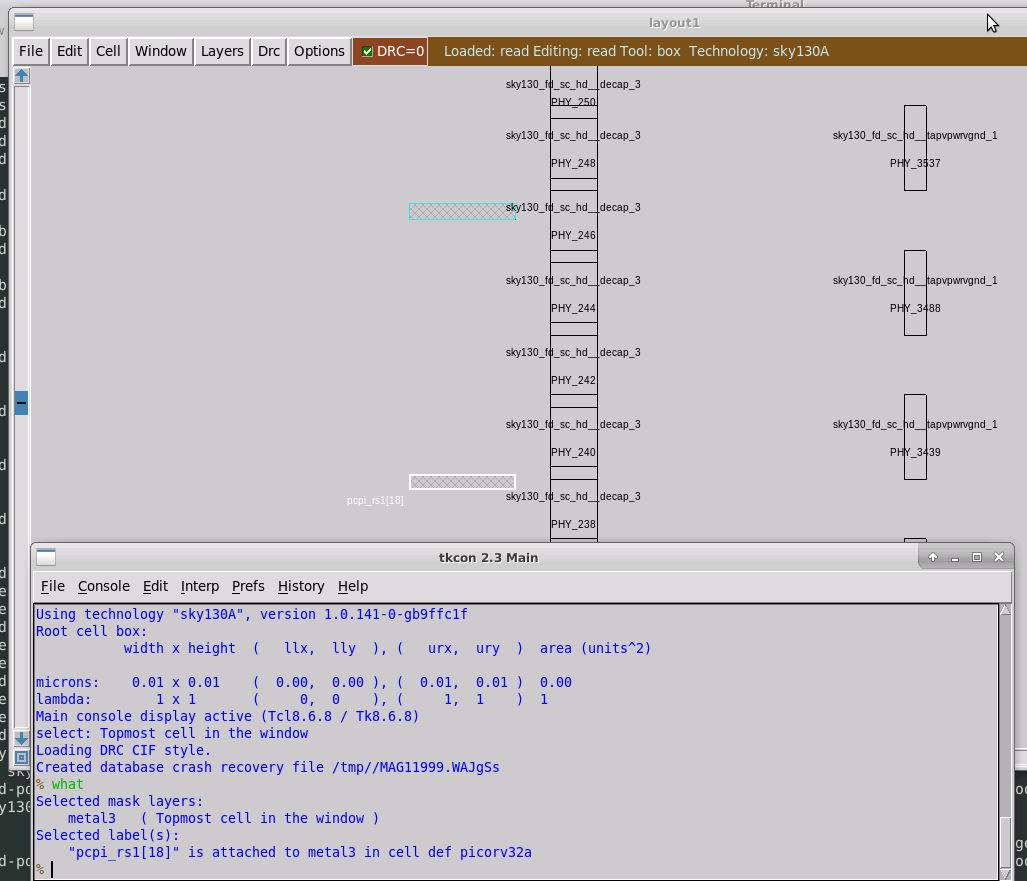 Terminal
layout1
File Edit Cell Window Layers Drc Options DRC=0 Loaded: read Editing: read Tool: box Technology: sky130A
sky130_fd_sc_hd__decap_3
PHY_250
sky130_fd_sc_hd__decap_3 sky130_fd_sc_hd__tapvpwrvgnd_1
PHY_248 PHY_3537
sky130_fd_sc_hd__decap_3
PHY_246
sky130_fd_sc_hd__decap_3 sky130_fd_sc_hd__tapvpwrvgnd_1
PHY_244 PHY_3488
sky130_fd_sc_hd__decap_3
PHY_242
sky130_fd_sc_hd__decap_3 sky130_fd_sc_hd__tapvpwrvgnd_1
PHY_240 PHY_3439
sky130_fd_sc_hd__decap_3
pcpi_rs1[18]
PHY_238
tkcon 2.3 Main
File Console Edit Interp Prefs History Help
Using technology "sky130A", version 1.0.141-0-gb9ffc1f
Root cell box:
width x height ( llx, lly ), ( urx, ury ) area (units^2)
microns: 0.01 x 0.01 ( 0.00, 0.00 ), ( 0.01, 0.01 ) 0.00
lambda: 1 x 1 ( 0, 0 ), ( 1, 1 ) 1
Main console display active (Tcl8.6.8 / Tk8.6.8)
select: Topmost cell in the window
Loading DRC CIF style.
Created database crash recovery file /tmp//MAG11999.WAJgSs
% what
Selected mask layers:
metal3 ( Topmost cell in the window )
Selected label(s):
"pcpi_rs1[18]" is attached to metal3 in cell def picorv32a
%